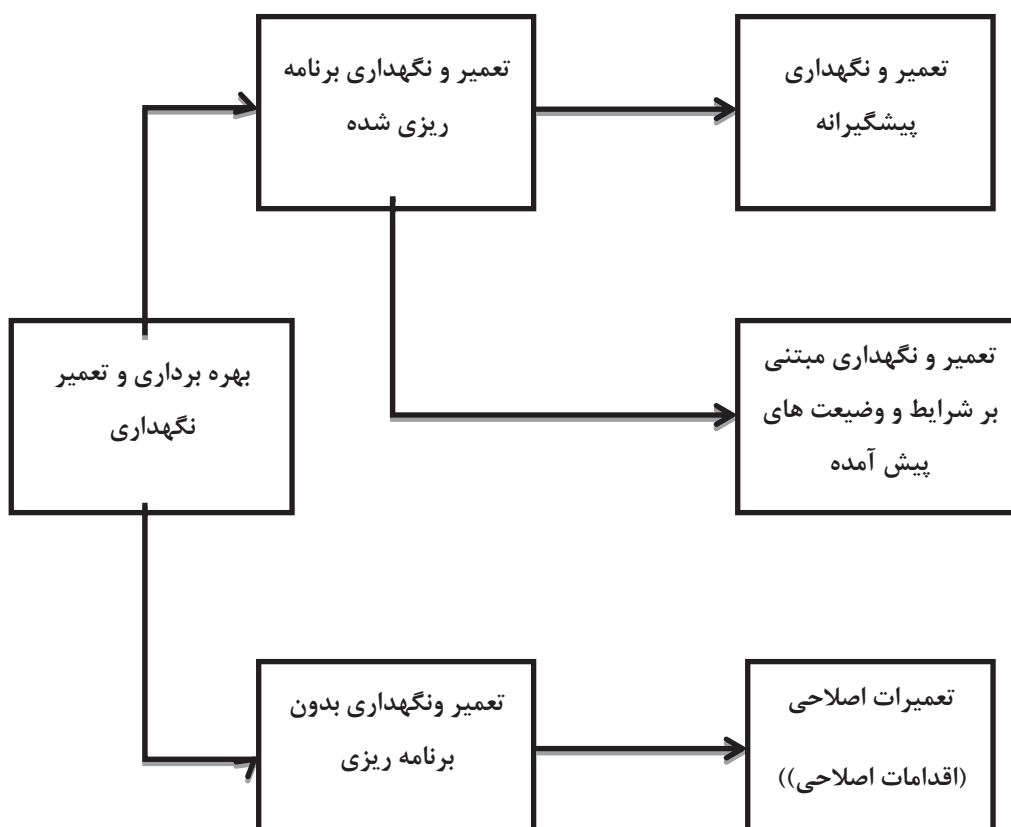 تعمیر و نگهداری برنامه
ریزی شده
تعمیر و نگهداری
پیشگیرانه
بهره برداری و تعمیر
نگهداری
تعمیر و نگهداری مبتنی
بر شرایط و وضیعت های
پیش آمده
تعمیر ونگهداری بدون
برنامه ریزی
تعمیرات اصلاحی
(اقدامات اصلاحی))